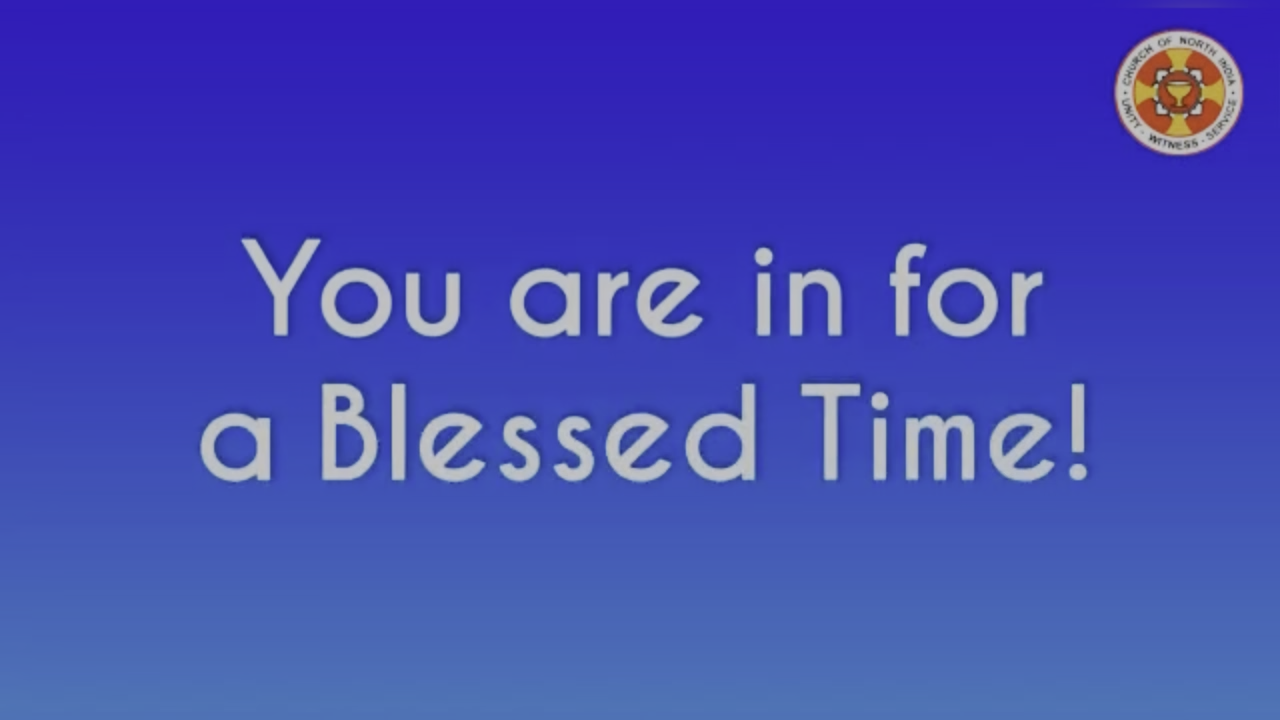 CHURCH OF NORTH INDIA
UNITY - WITNESS - SERVICE
You are in for
a Blessed Time!